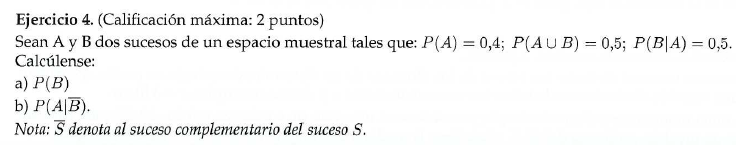 Ejercicio 4. (Calificación máxima: 2 puntos)
Sean A y B dos sucesos de un espacio muestral tales que: P(A) = 0,4; P(A ∪ B) = 0,5; P(B|A) = 0,5.
Calcúlense:
a) P(B)
b) P(A|B̅).
Nota: S̅ denota al suceso complementario del suceso S.